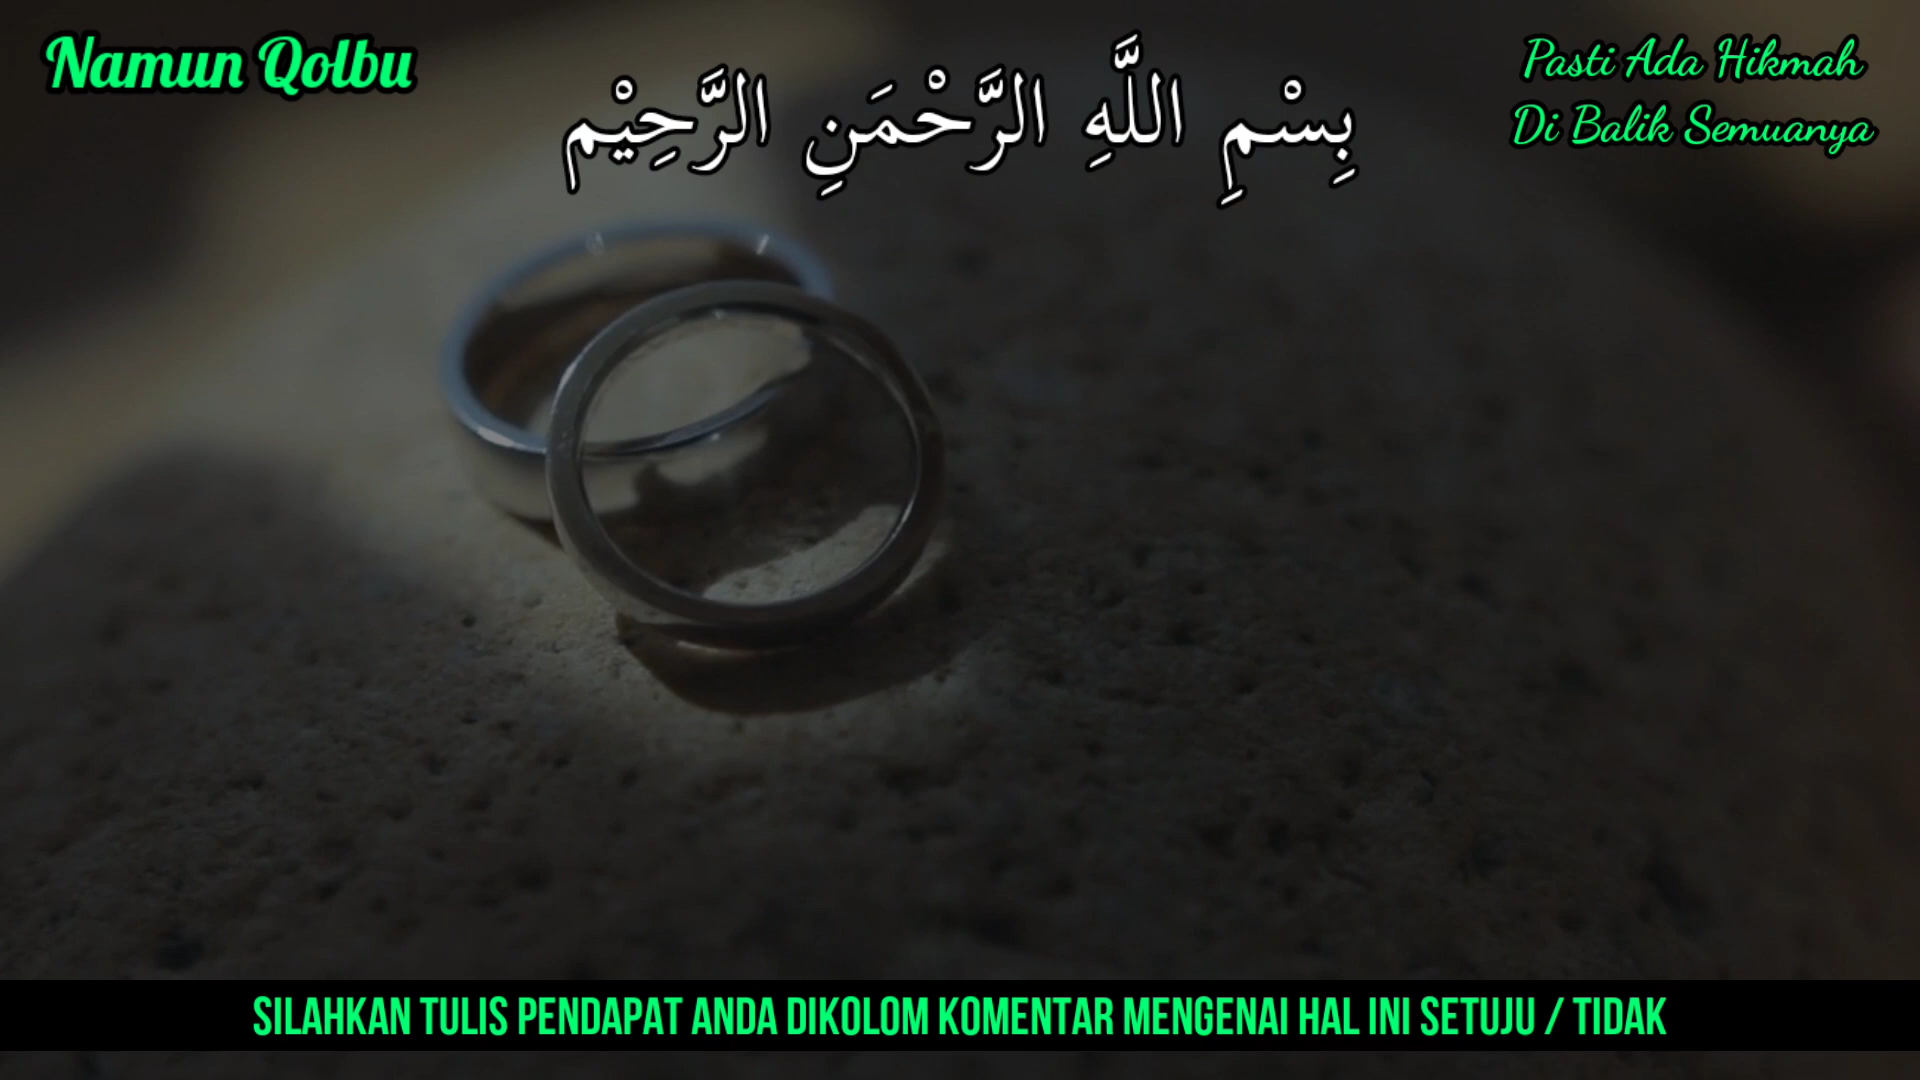 Namun Qolbu
بِسْمِ اللَّهِ الرَّحْمَنِ الرَّحِيْم
Pasti Ada Hikmah
Di Balik Semuanya
SILAHKAN TULIS PENDAPAT ANDA DIKOLOM KOMENTAR MENGENAI HAL INI SETUJU / TIDAK